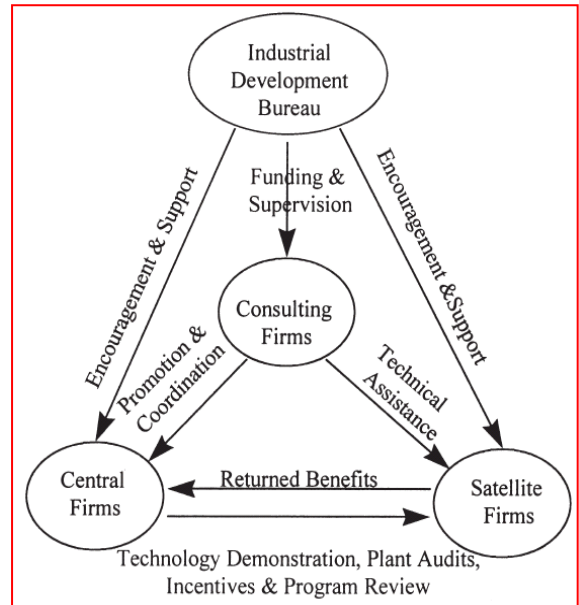 Industrial
Development
Bureau
Encouragement & Support
Funding &
Supervision
Encouragement &Support
Consulting
Firms
Promotion &
Coordination
Technical
Assistance
Central
Firms
Returned Benefits
Satellite
Firms
Technology Demonstration, Plant Audits,
Incentives & Program Review